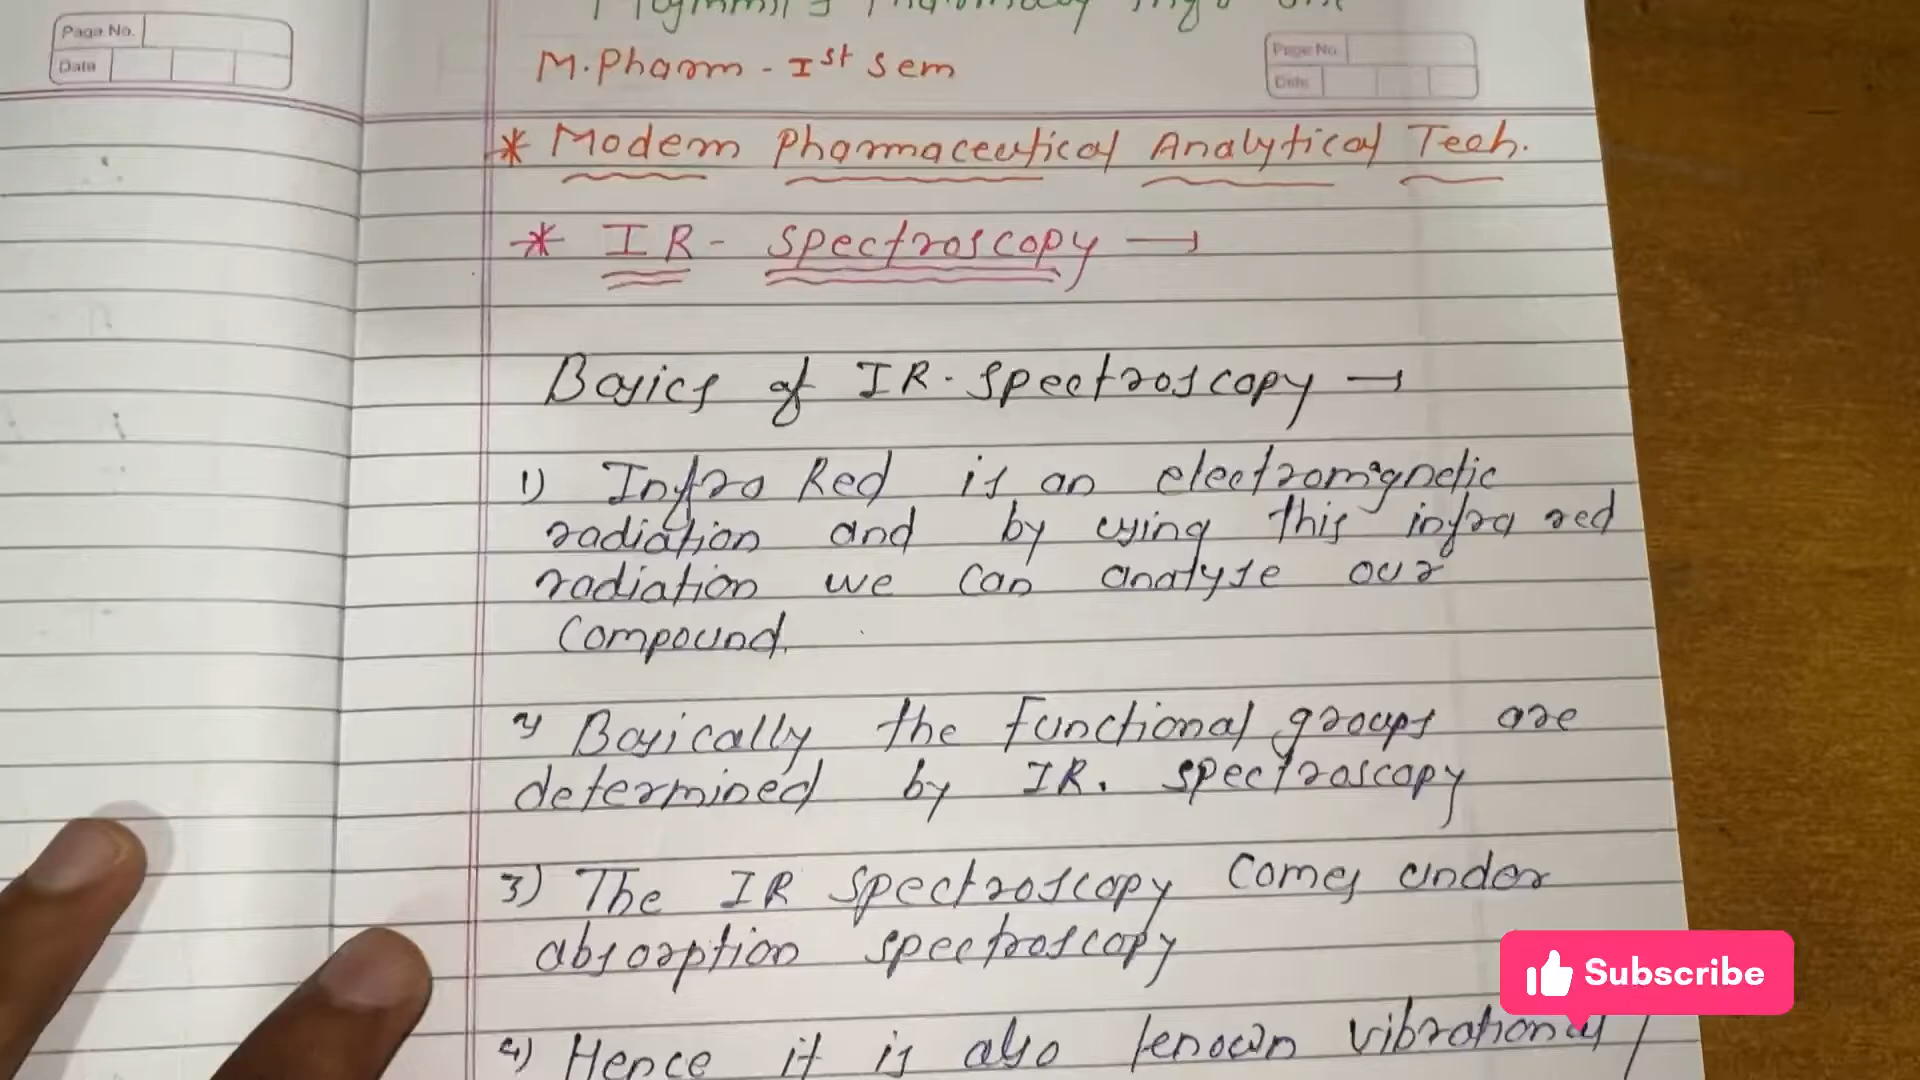 Page No.
Date
Pharmacy
M.Pharm - Ist Sem
Page No.
Date
* Modern Pharmaceutical Analytical Tech.
* IR - Spectroscopy →
Basics of IR - Spectroscopy →
1) Infra Red is an electromagnetic
radiation and by using this infra red
radiation we can analyse our
Compound.
2) Basically the functional groups are
determined by IR. spectroscopy
3) The IR Spectroscopy comes under
absorption spectroscopy
4) Hence it is also known vibrational /
Subscribe